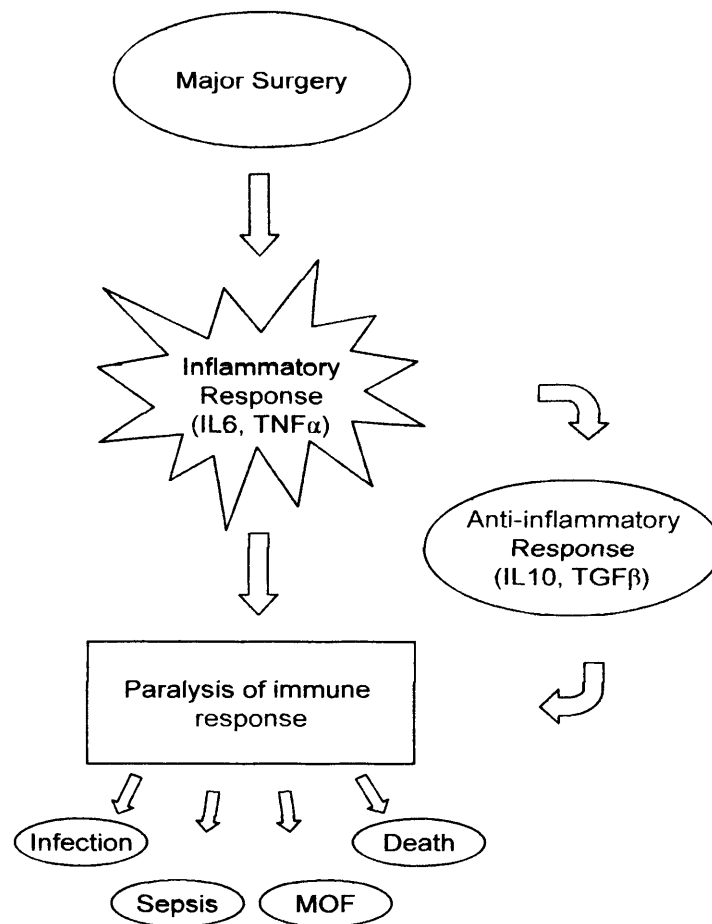 Major Surgery
Inflammatory
Response
(IL6, TNFα)
Anti-inflammatory
Response
(IL10, TGFβ)
Paralysis of immune
response
Infection
Death
Sepsis
MOF